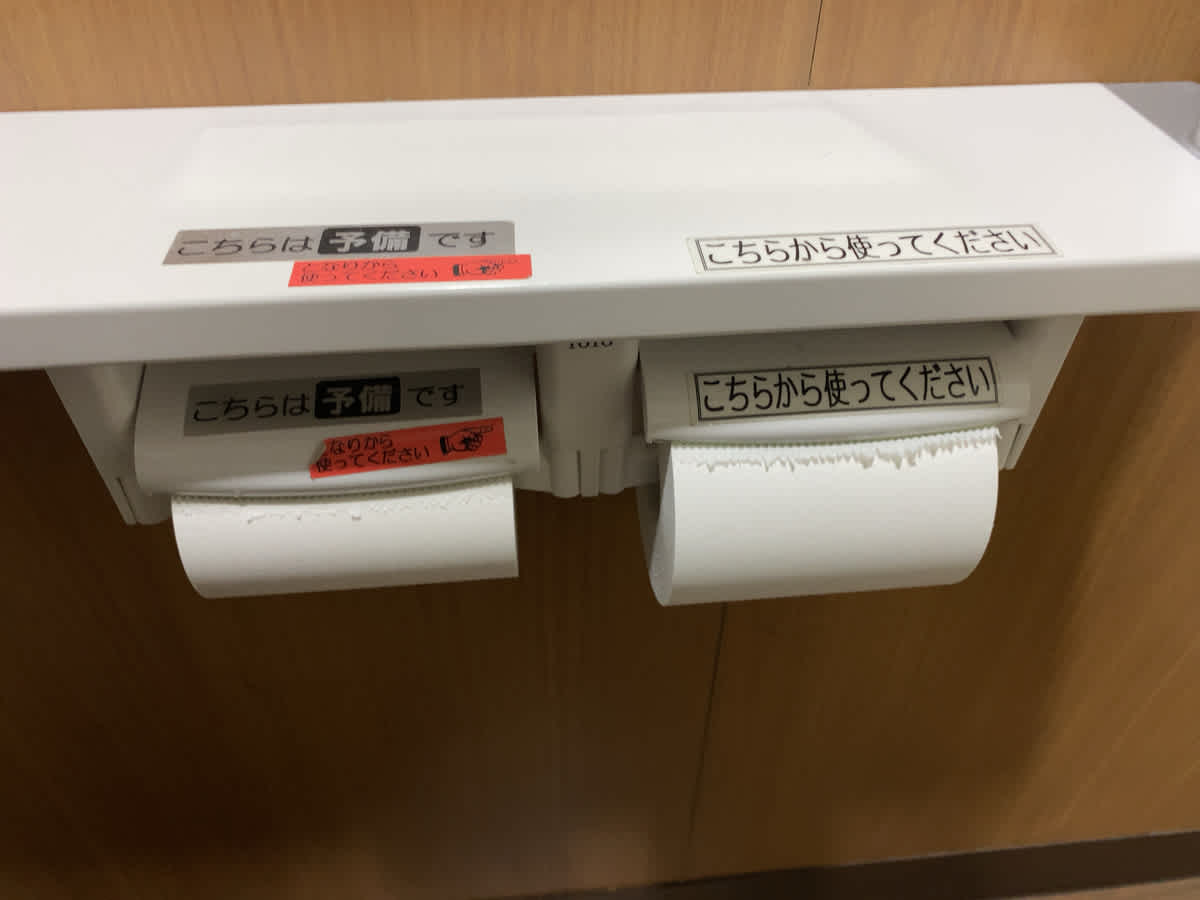 こちらは予備です
となりから
使ってください
こちらから使ってください
こちらは予備です
なりから
使ってください
こちらから使ってください